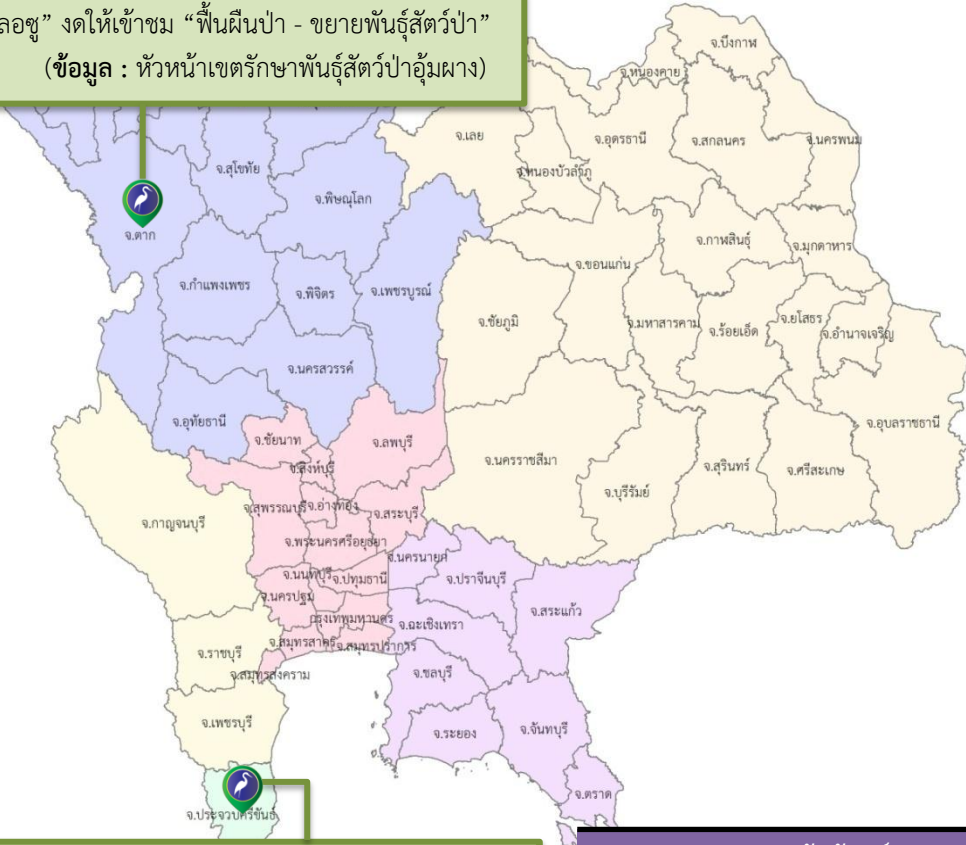 ลอซู” งดให้เข้าชม “ฟื้นผืนป่า - ขยายพันธุ์สัตว์ป่า”
(ข้อมูล : หัวหน้าเขตรักษาพันธุ์สัตว์ป่าอุ้มผาง)
จ.บึงกาฬ
จ.หนองคาย
จ.เลย
จ.อุดรธานี
จ.สกลนคร
จ.นครพนม
จ.หนองบัวลำภู
จ.สุโขทัย
จ.พิษณุโลก
จ.ตาก
จ.กาฬสินธุ์
จ.มุกดาหาร
จ.ขอนแก่น
จ.กำแพงเพชร
จ.พิจิตร
จ.เพชรบูรณ์
จ.ชัยภูมิ
จ.มหาสารคาม
จ.ร้อยเอ็ด
จ.ยโสธร
จ.อำนาจเจริญ
จ.นครสวรรค์
จ.อุทัยธานี
จ.ชัยนาท
จ.ลพบุรี
จ.อุบลราชธานี
จ.สิงห์บุรี
จ.นครราชสีมา
จ.สุรินทร์
จ.ศรีสะเกษ
จ.บุรีรัมย์
จ.สุพรรณบุรี
จ.อ่างทอง
จ.สระบุรี
จ.กาญจนบุรี
จ.พระนครศรีอยุธยา
จ.นครนายก
จ.นนทบุรี
จ.ปทุมธานี
จ.ปราจีนบุรี
จ.นครปฐม
จ.สระแก้ว
กรุงเทพมหานคร
จ.ฉะเชิงเทรา
จ.สมุทรสาคร
จ.สมุทรปราการ
จ.ราชบุรี
จ.สมุทรสงคราม
จ.ชลบุรี
จ.เพชรบุรี
จ.ระยอง
จ.จันทบุรี
จ.ตราด
จ.ประจวบคีรีขันธ์